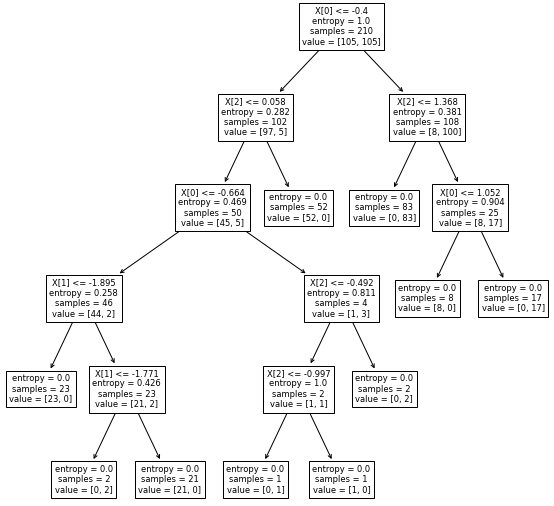 X[0] <= -0.4
entropy = 1.0
samples = 210
value = [105, 105]
X[2] <= 0.058
entropy = 0.282
samples = 102
value = [97, 5]
X[2] <= 1.368
entropy = 0.381
samples = 108
value = [8, 100]
X[0] <= -0.664
entropy = 0.469
samples = 50
value = [45, 5]
entropy = 0.0
samples = 52
value = [52, 0]
entropy = 0.0
samples = 83
value = [0, 83]
X[0] <= 1.052
entropy = 0.904
samples = 25
value = [8, 17]
X[1] <= -1.895
entropy = 0.258
samples = 46
value = [44, 2]
X[2] <= -0.492
entropy = 0.811
samples = 4
value = [1, 3]
entropy = 0.0
samples = 8
value = [8, 0]
entropy = 0.0
samples = 17
value = [0, 17]
entropy = 0.0
samples = 23
value = [23, 0]
X[1] <= -1.771
entropy = 0.426
samples = 23
value = [21, 2]
X[2] <= -0.997
entropy = 1.0
samples = 2
value = [1, 1]
entropy = 0.0
samples = 2
value = [0, 2]
entropy = 0.0
samples = 2
value = [0, 2]
entropy = 0.0
samples = 21
value = [21, 0]
entropy = 0.0
samples = 1
value = [0, 1]
entropy = 0.0
samples = 1
value = [1, 0]